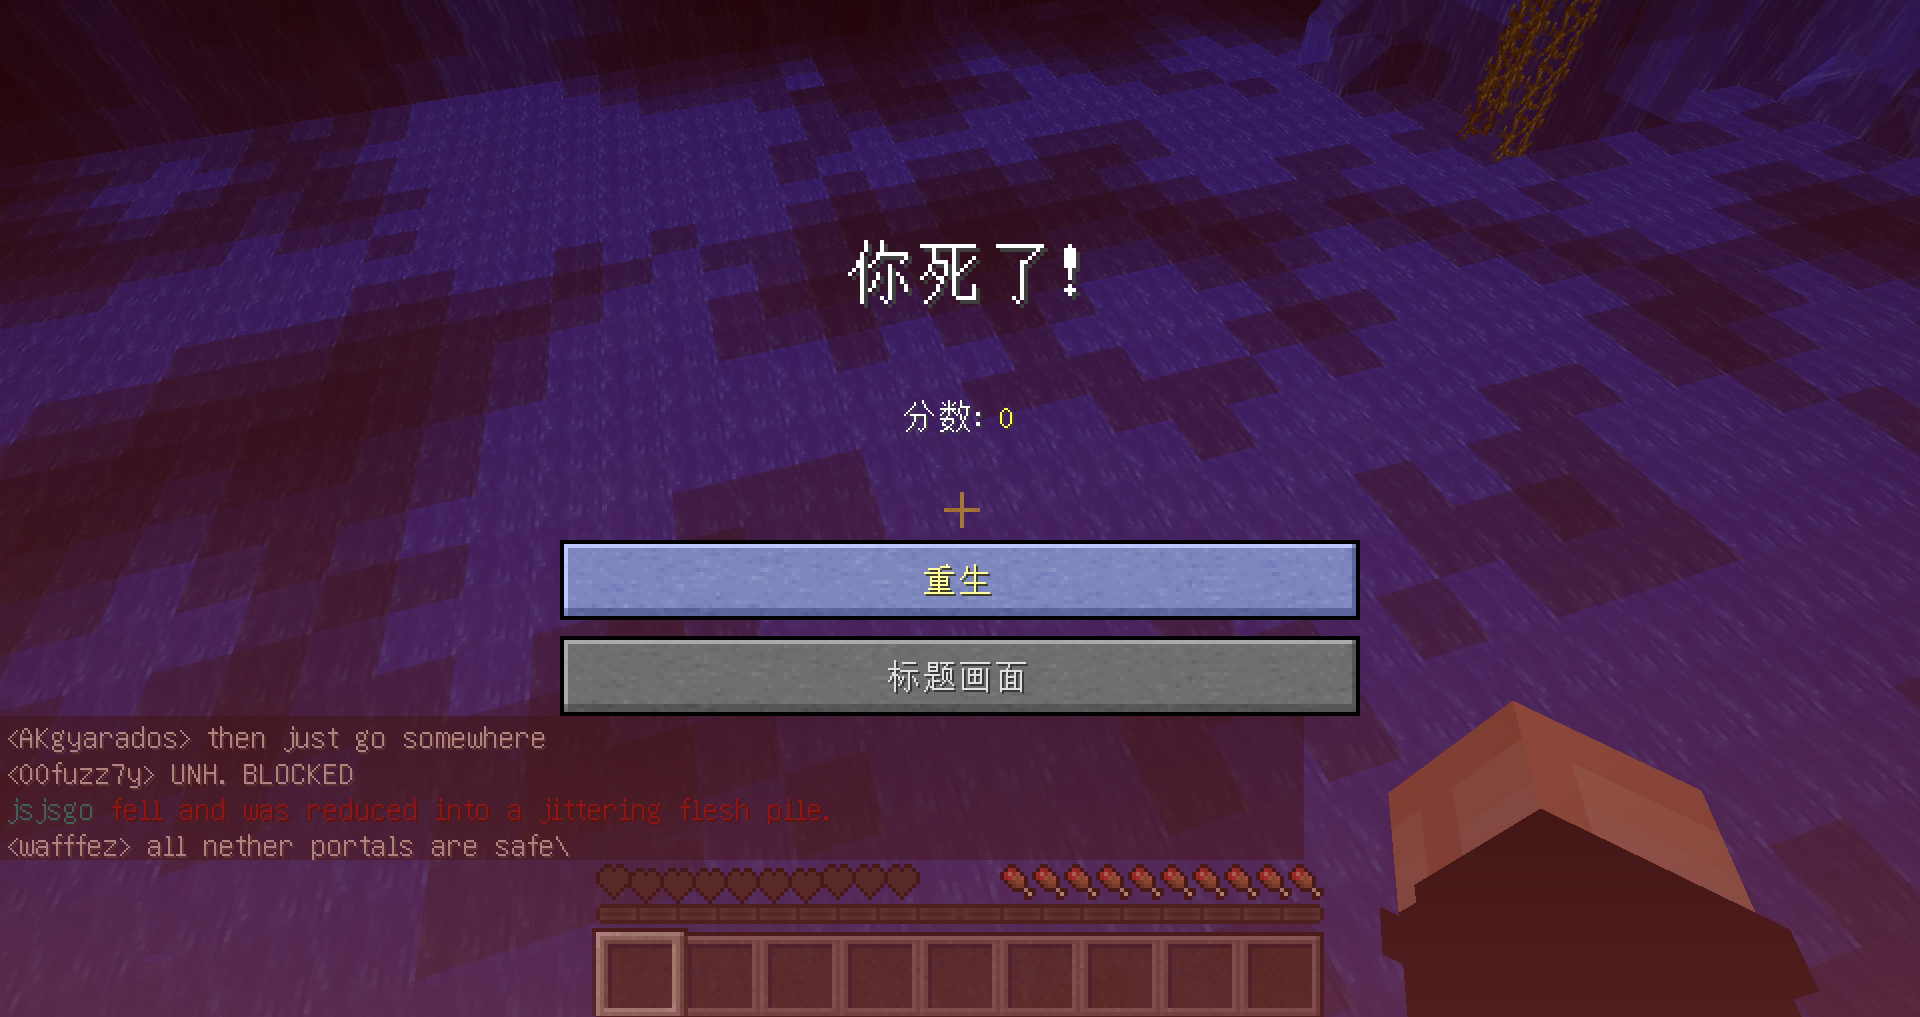 你死了!
分数: 0
重生
标题画面
<AKgyarados> then just go somewhere
<00fuzz7y> UNH. BLOCKED
jsjsgo fell and was reduced into a jittering flesh pile.
<wafffez> all nether portals are safe\